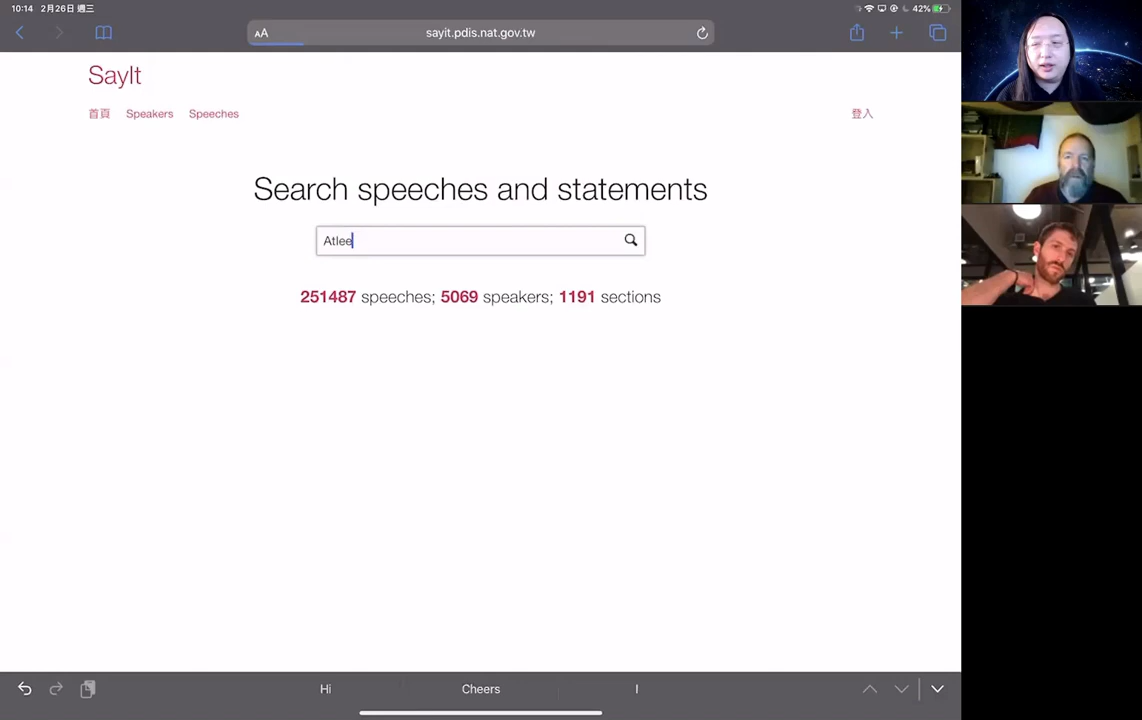 10:14 2月26日 週三
42%
AA
sayit.pdis.nat.gov.tw
SayIt
首頁 Speakers Speeches
登入
Search speeches and statements
Atlee
251487 speeches; 5069 speakers; 1191 sections
Hi Cheers I